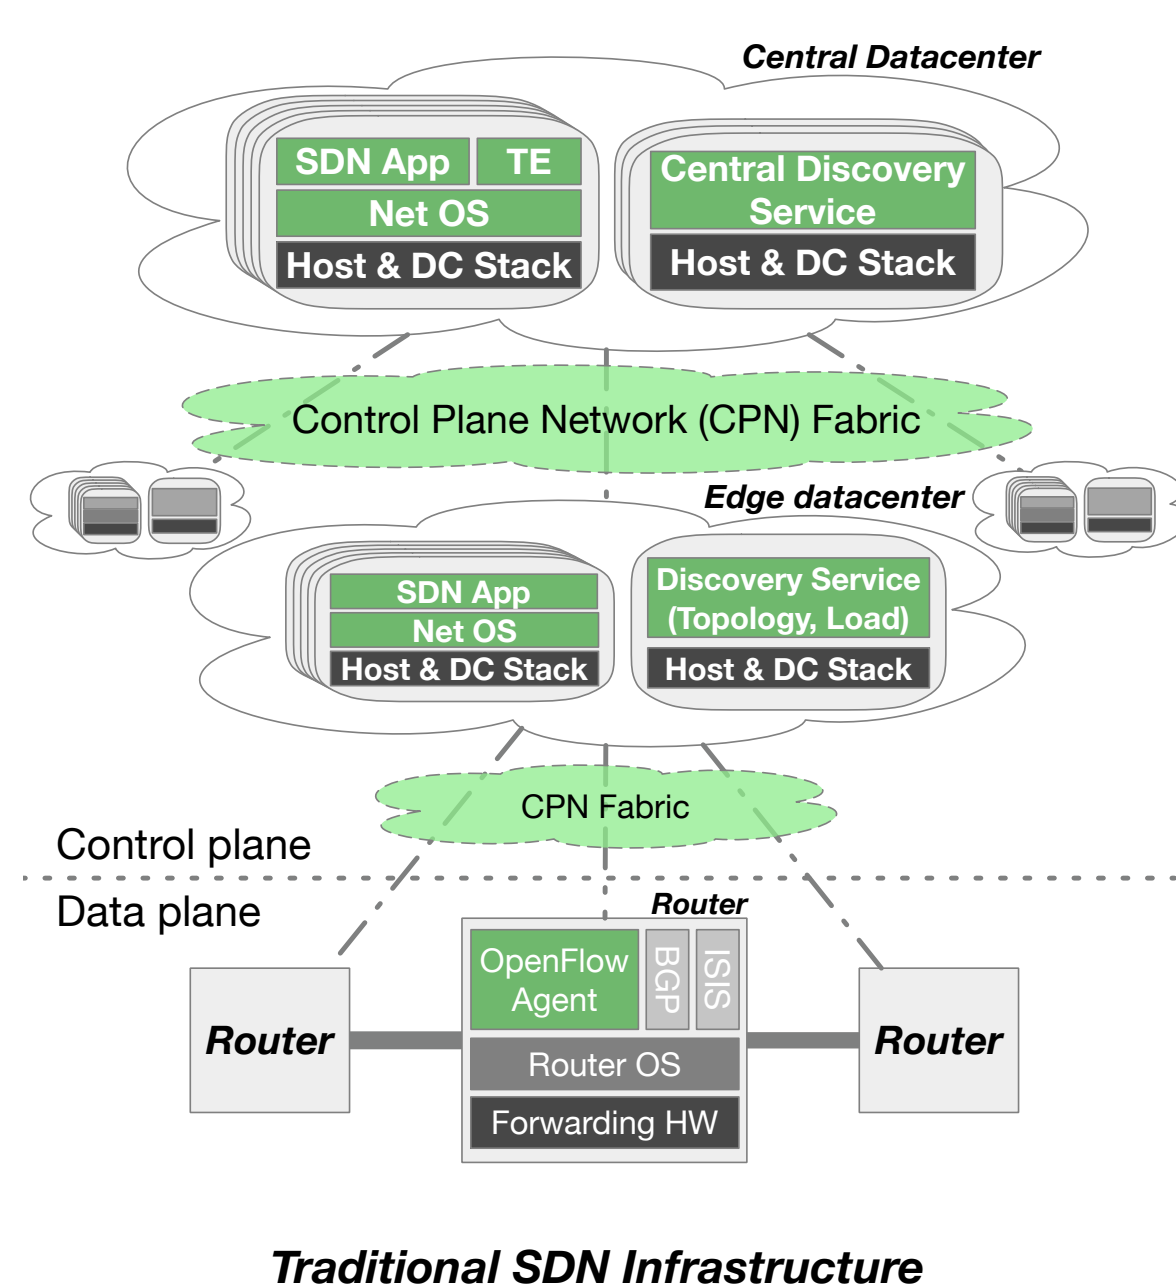 Central Datacenter
SDN App
TE
Net OS
Host & DC Stack
Central Discovery
Service
Host & DC Stack
Control Plane Network (CPN) Fabric
Edge datacenter
SDN App
Net OS
Host & DC Stack
Discovery Service
(Topology, Load)
Host & DC Stack
CPN Fabric
Control plane
Data plane
Router
OpenFlow
Agent
BGP
ISIS
Router OS
Forwarding HW
Router
Router
Traditional SDN Infrastructure